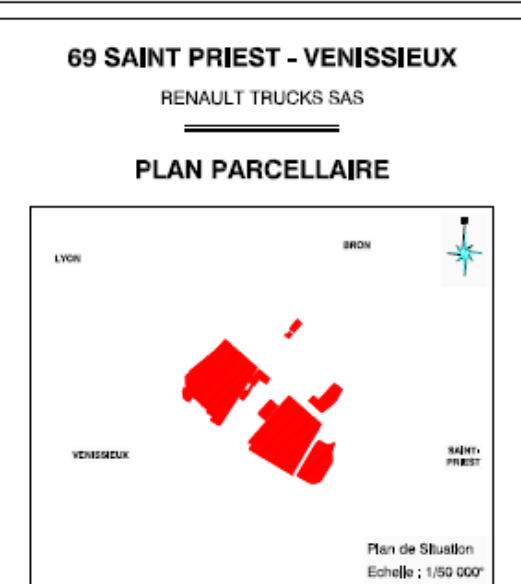 69 SAINT PRIEST - VENISSIEUX
RENAULT TRUCKS SAS
PLAN PARCELLAIRE
BRON
LYON
VENISSIEUX
SAINT-
PRIEST
Plan de Situation
Echelle : 1/50 000°